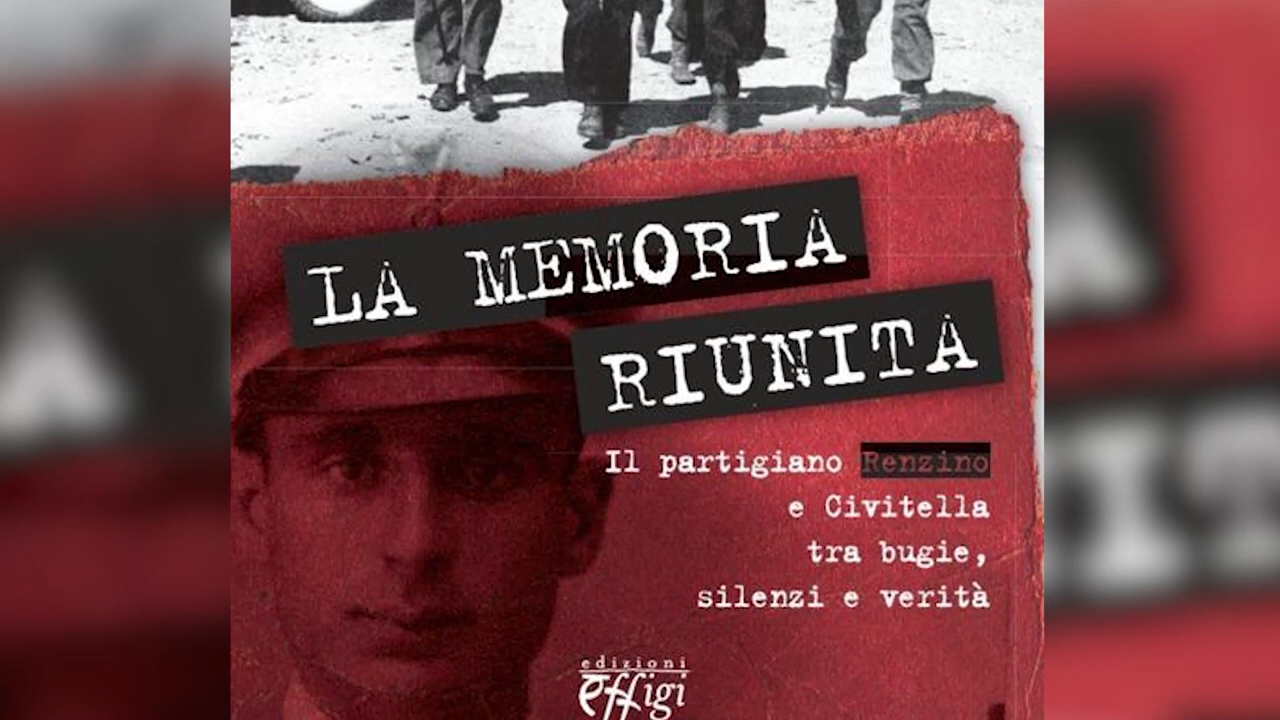 LA MEMORIA
RIUNITA
Il partigiano Renzino
e Civitella
tra bugie,
silenzi e verità
edizioni
effigi